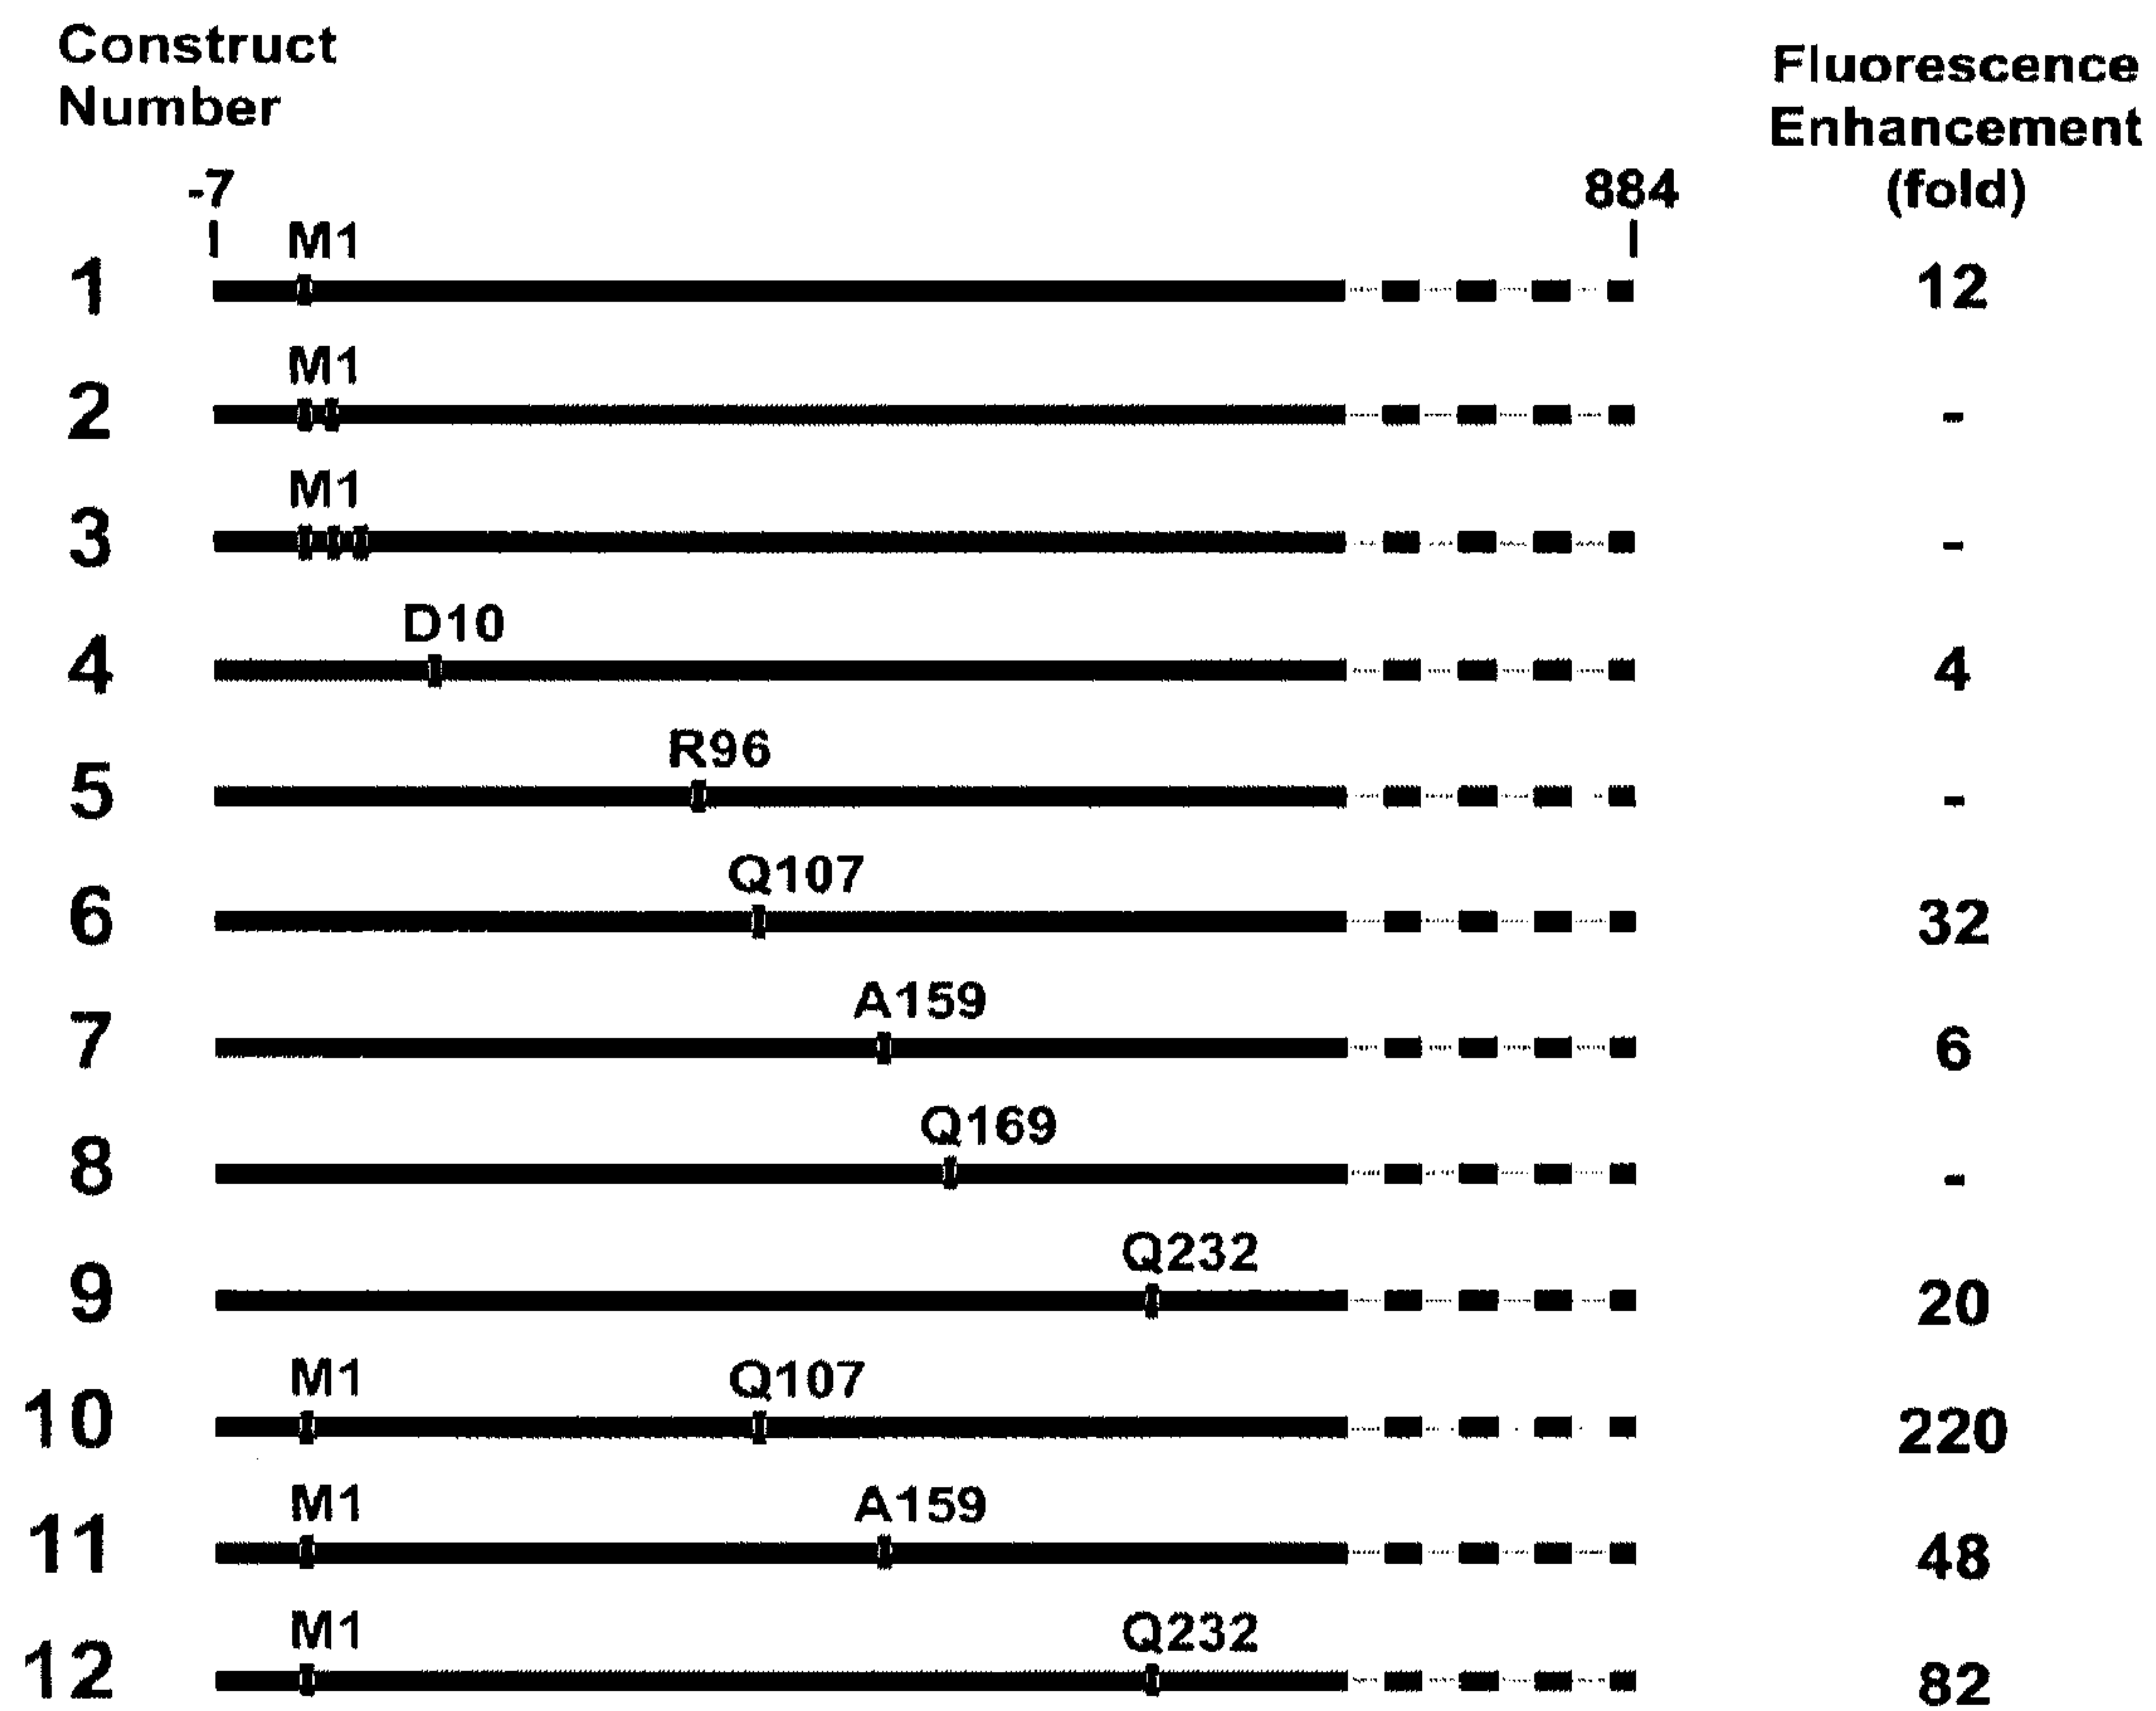 Construct
Number
Fluorescence
Enhancement
(fold)
-7
884
M1
1
12
M1
2
-
M1
3
-
D10
4
4
R96
5
-
Q107
6
32
A159
7
6
Q169
8
-
Q232
9
20
M1 Q107
10
220
M1 A159
11
48
M1 Q232
12
82